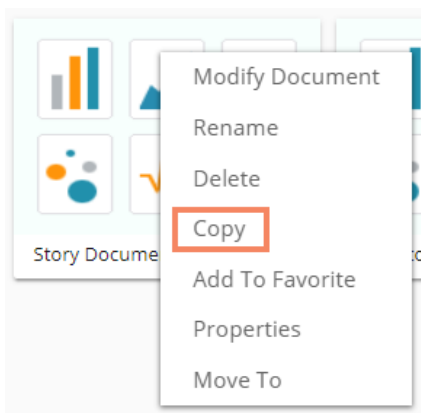 Modify Document
Rename
Delete
Copy
Story Docume
Add To Favorite
Properties
Move To